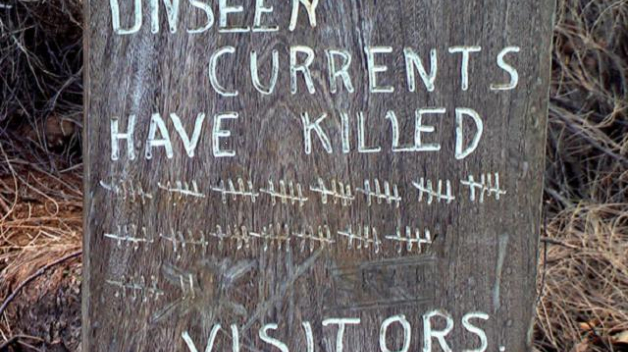 UNSEEN
CURRENTS
HAVE KILLED
VISITORS.